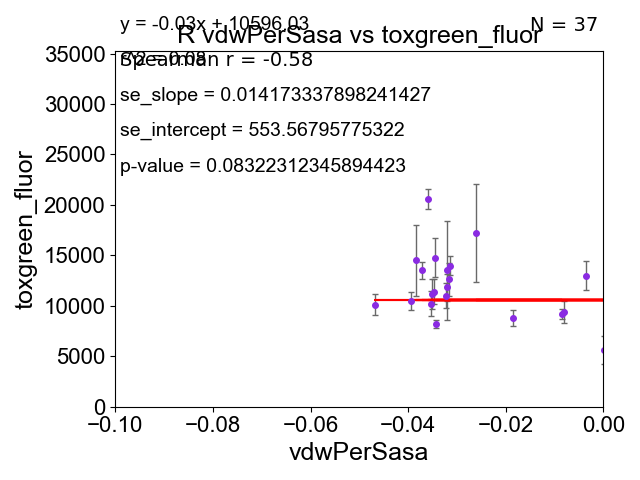 y = -0.03x + 10596.03
N = 37
R vdwPerSasa vs toxgreen_fluor
Spearman r = -0.58
se_slope = 0.014173337898241427
se_intercept = 553.56795775322
p-value = 0.08322312345894423
35000
30000
25000
20000
15000
10000
5000
0
toxgreen_fluor
−0.10
−0.08
−0.06
−0.04
−0.02
0.00
vdwPerSasa